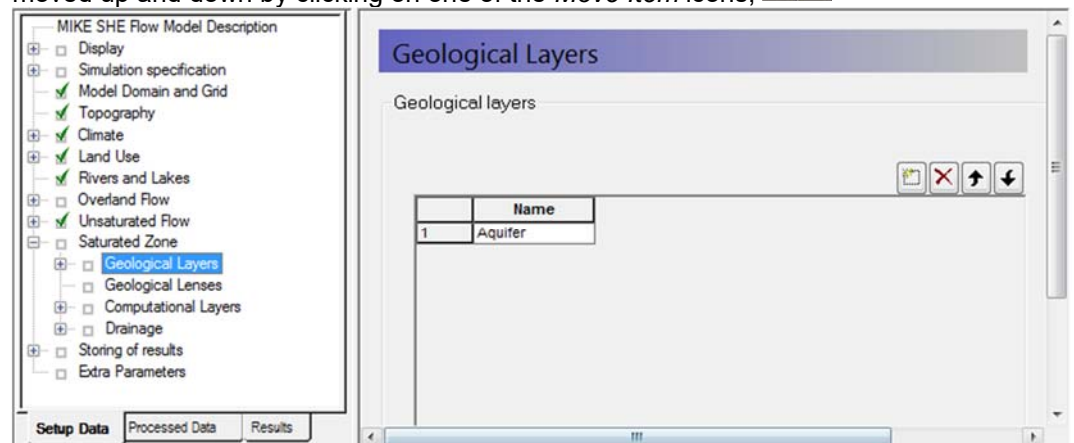 moved up and down by clicking on one of the Move Item icons,
MIKE SHE Flow Model Description
Display
Simulation specification
Model Domain and Grid
Topography
Climate
Land Use
Rivers and Lakes
Overland Flow
Unsaturated Flow
Saturated Zone
Geological Layers
Geological Lenses
Computational Layers
Drainage
Storing of results
Extra Parameters
Setup Data Processed Data Results
Geological Layers
Geological layers
Name
1 Aquifer